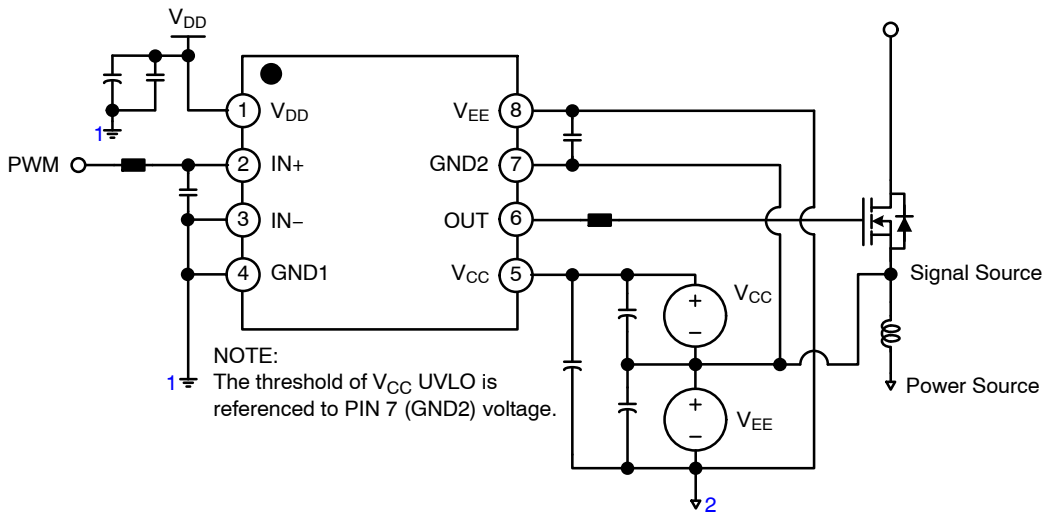 VDD
1
PWM
1 VDD
2 IN+
3 IN−
4 GND1
VEE 8
GND2 7
OUT 6
VCC 5
1
NOTE:
The threshold of VCC UVLO is
referenced to PIN 7 (GND2) voltage.
+
−
VCC
+
−
VEE
2
Signal Source
Power Source